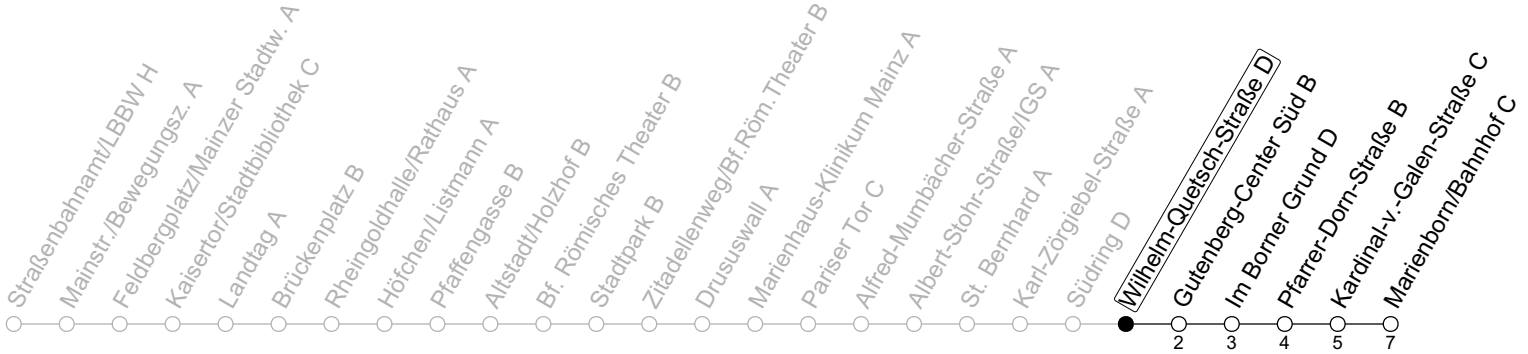 Straßenbahnamt/LBBW H
Mainstr./Bewegungsz. A
Feldbergplatz/Mainzer Stadtw. A
Kaisertor/Stadtbibliothek C
Landtag A
Brückenplatz B
Rheingoldhalle/Rathaus A
Höfchen/Listmann A
Pfaffengasse B
Altstadt/Holzhof B
Bf. Römisches Theater B
Stadtpark B
Zitadellenweg/Bf.Röm.Theater B
Drususwall A
Marienhaus-Klinikum Mainz A
Pariser Tor C
Alfred-Mumbächer-Straße A
Albert-Stohr-Straße/IGS A
St. Bernhard A
Karl-Zörgiebel-Straße A
Südring D
Wilhelm-Quetsch-Straße D
Gutenberg-Center Süd B
Im Borner Grund D
Pfarrer-Dorn-Straße B
Kardinal-v.-Galen-Straße C
Marienborn/Bahnhof C
2 3 4 5 7